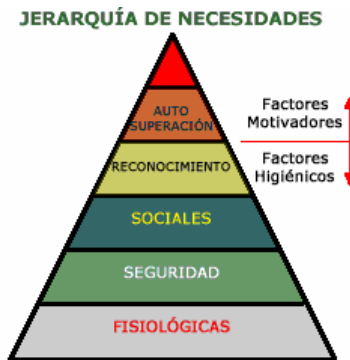 JERARQUÍA DE NECESIDADES
AUTO
SUPERACIÓN
Factores
Motivadores
RECONOCIMIENTO
Factores
Higiénicos
SOCIALES
SEGURIDAD
FISIOLÓGICAS